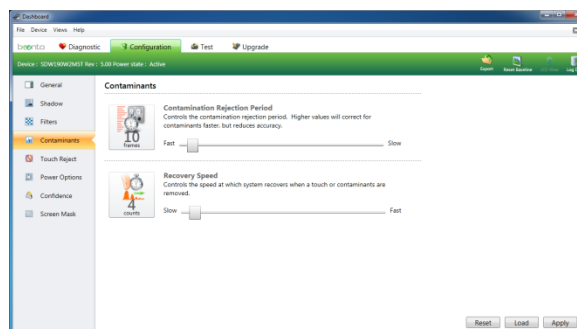 Dashboard
File Device Views Help
Diagnostic Configuration Test Upgrade
Device : SDW190W2M5T Rev : 5.00 Power state : Active
Export Reset Baseline
General
Shadow
Filters
Contaminants
Touch Reject
Power Options
Confidence
Screen Mask
Contaminants
Contamination Rejection Period
Controls the contamination rejection period. Higher values will correct for
contaminants faster, but reduces accuracy.
10
frames
Fast Slow
Recovery Speed
Controls the speed at which system recovers when a touch or contaminants are
removed.
4
counts
Slow Fast
Reset Load Apply